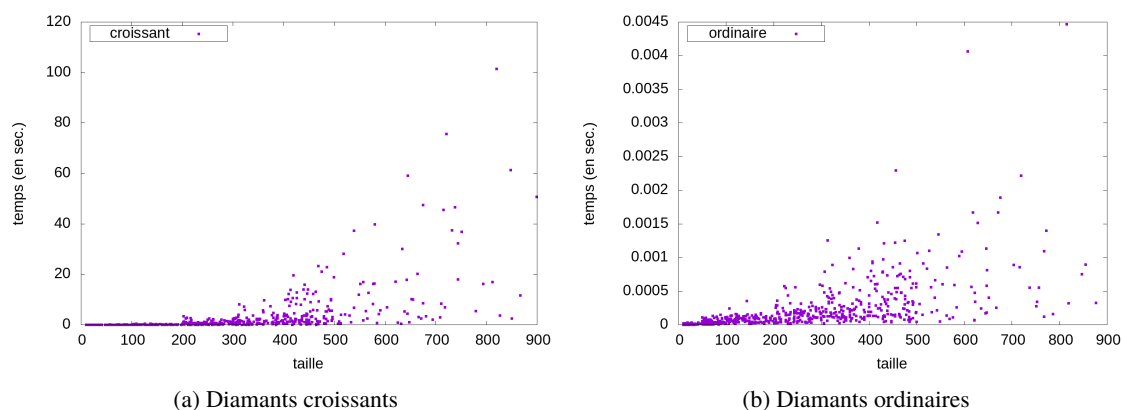 120
100
80
60
40
20
0
temps (en sec.)
croissant
0 100 200 300 400 500 600 700 800 900
taille
(a) Diamants croissants
0.0045
0.004
0.0035
0.003
0.0025
0.002
0.0015
0.001
0.0005
0
temps (en sec.)
ordinaire
0 100 200 300 400 500 600 700 800 900
taille
(b) Diamants ordinaires